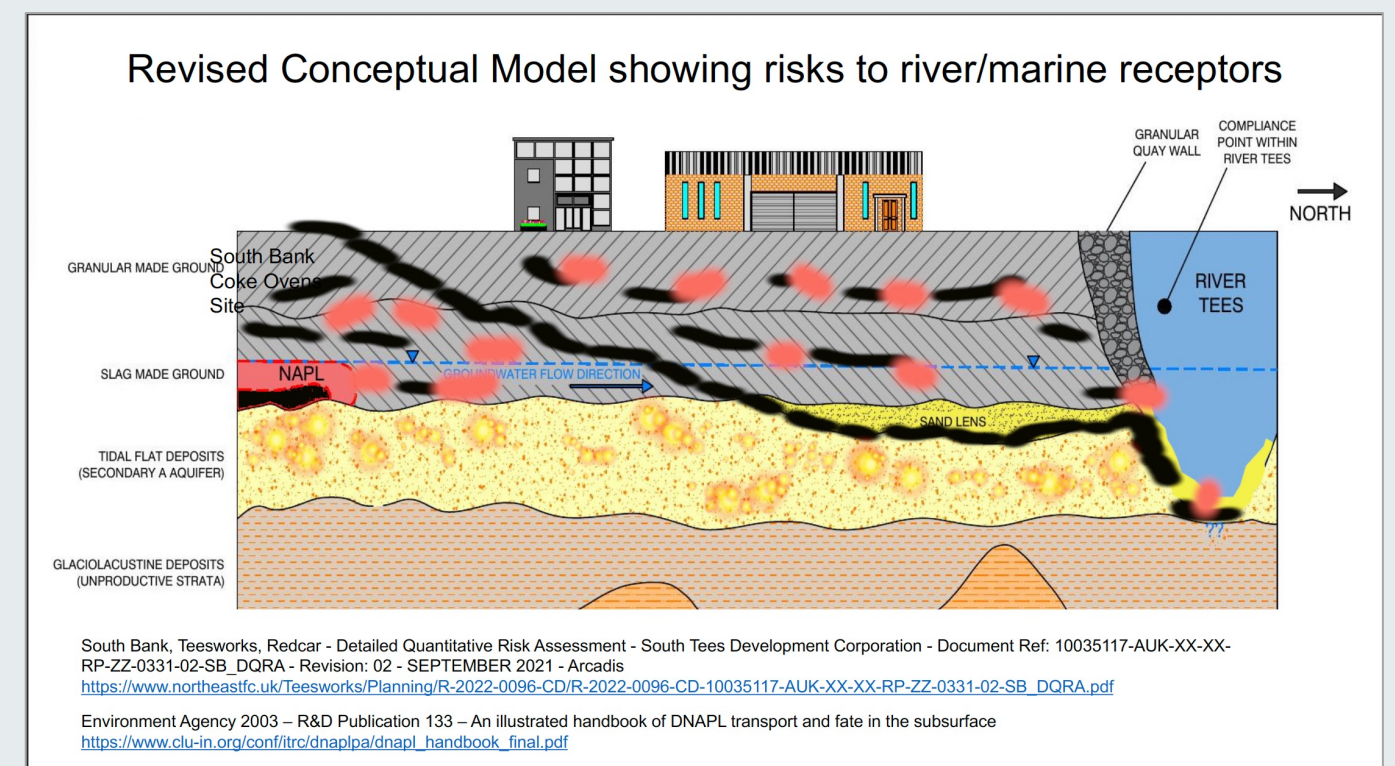 Revised Conceptual Model showing risks to river/marine receptors
GRANULAR
QUAY WALL
COMPLIANCE
POINT WITHIN
RIVER TEES
NORTH
GRANULAR MADE GROUND
South Bank
Coke Ovens
Site
RIVER
TEES
SLAG MADE GROUND
NAPL
GROUNDWATER FLOW DIRECTION
SAND LENS
TIDAL FLAT DEPOSITS
(SECONDARY A AQUIFER)
??
GLACIOLACUSTINE DEPOSITS
(UNPRODUCTIVE STRATA)
South Bank, Teesworks, Redcar - Detailed Quantitative Risk Assessment - South Tees Development Corporation - Document Ref: 10035117-AUK-XX-XX-
RP-ZZ-0331-02-SB_DQRA - Revision: 02 - SEPTEMBER 2021 - Arcadis
https://www.northeastfc.uk/Teesworks/Planning/R-2022-0096-CD/R-2022-0096-CD-10035117-AUK-XX-XX-RP-ZZ-0331-02-SB_DQRA.pdf
Environment Agency 2003 – R&D Publication 133 – An illustrated handbook of DNAPL transport and fate in the subsurface
https://www.clu-in.org/conf/itrc/dnaplpa/dnapl_handbook_final.pdf